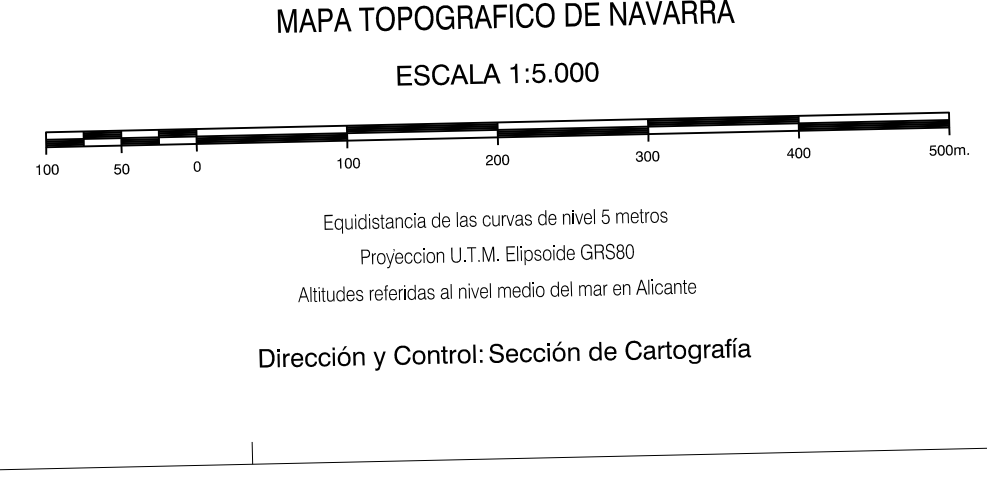 MAPA TOPOGRAFICO DE NAVARRA
ESCALA 1:5.000
100 50 0 100 200 300 400 500m.
Equidistancia de las curvas de nivel 5 metros
Proyeccion U.T.M. Elipsoide GRS80
Altitudes referidas al nivel medio del mar en Alicante
Dirección y Control: Sección de Cartografía